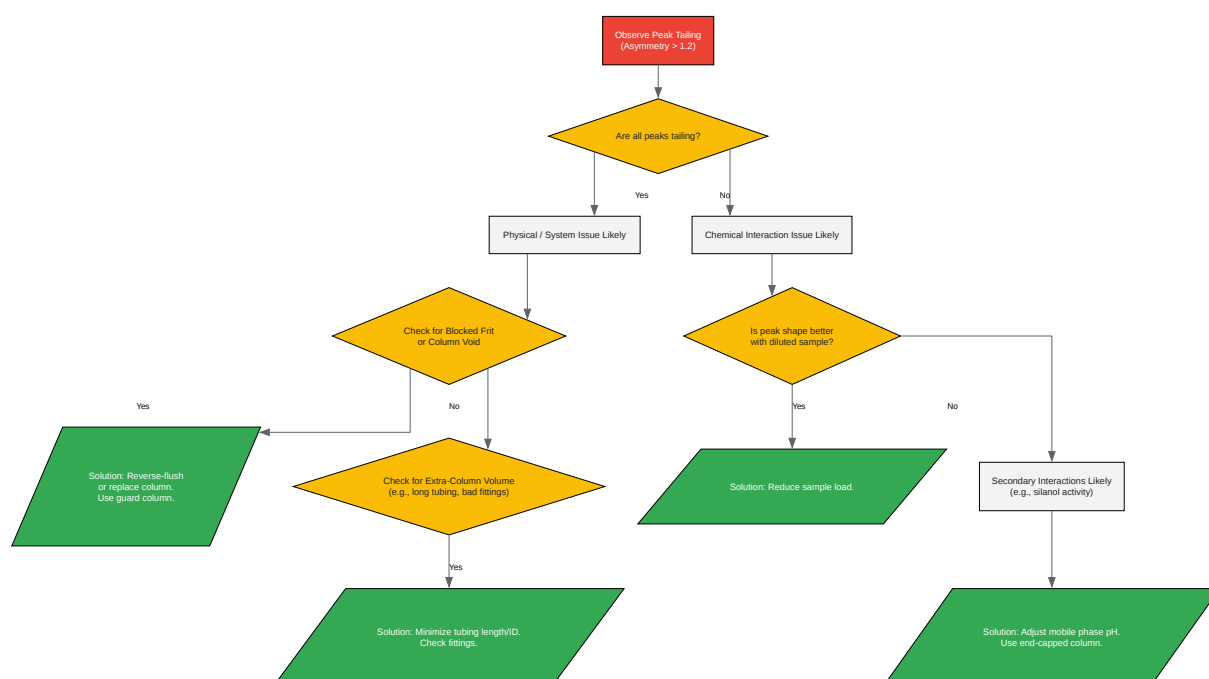 Observe Peak Tailing
(Asymmetry > 1.2)
Are all peaks tailing?
Yes
No
Physical / System Issue Likely
Chemical Interaction Issue Likely
Check for Blocked Frit
or Column Void
Is peak shape better
with diluted sample?
Yes
No
Yes
No
Solution: Reverse-flush
or replace column.
Use guard column.
Check for Extra-Column Volume
(e.g., long tubing, bad fittings)
Solution: Reduce sample load.
Secondary Interactions Likely
(e.g., silanol activity)
Yes
Solution: Minimize tubing length/ID.
Check fittings.
Solution: Adjust mobile phase pH.
Use end-capped column.